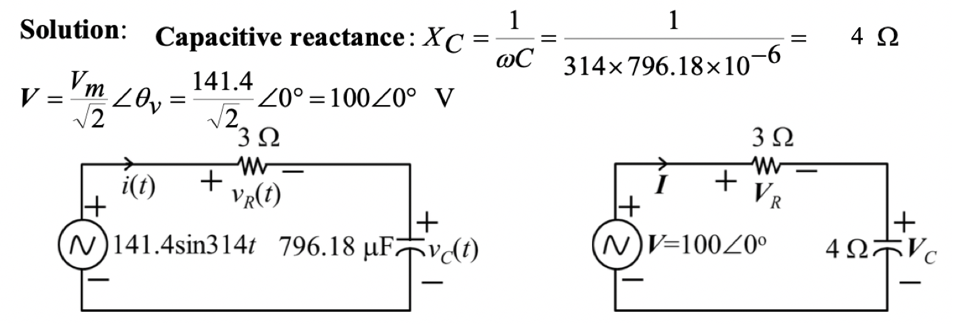 Solution: Capacitive reactance: X_C = 1/ωC = 1/(314×796.18×10^−6) = 4 Ω
V = V_m/√2 ∠θ_v = 141.4/√2 ∠0° = 100∠0° V
3 Ω 3 Ω
i(t) + v_R(t) − I + V_R −
+ 141.4sin314t 796.18 μF + v_C(t) + V=100∠0º 4 Ω + V_C
− − − −